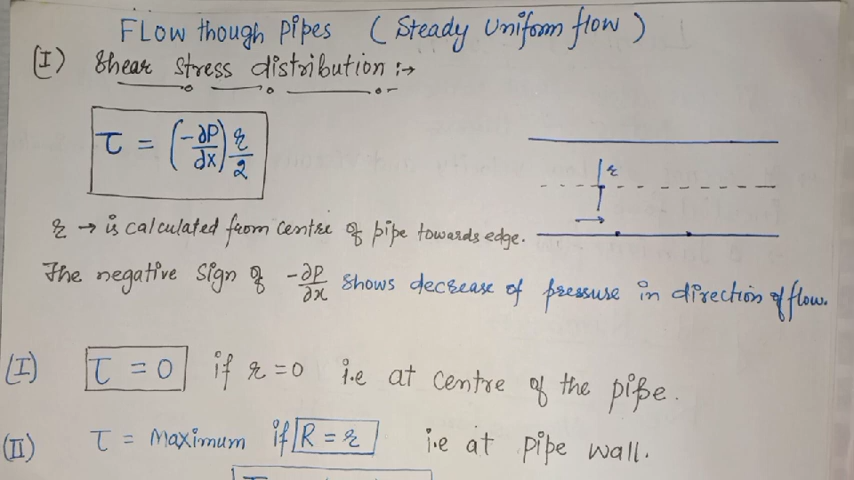 FLow though pipes (Steady Uniform flow)
(I) Shear stress distribution :→
τ = (-∂P/dx) r/2
r
r → is calculated from centre of pipe towards edge.
The negative sign of -∂P/∂x shows decrease of pressure in direction of flow.
(I) τ = 0 if r = 0 i.e at centre of the pipe.
(II) τ = Maximum if R = r i.e at pipe wall.